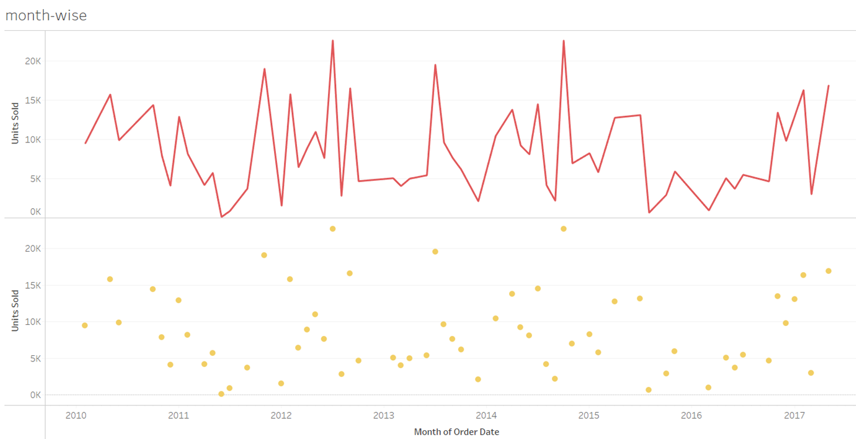 month-wise
Units Sold
20K
15K
10K
5K
0K
Units Sold
20K
15K
10K
5K
0K
2010 2011 2012 2013 2014 2015 2016 2017
Month of Order Date